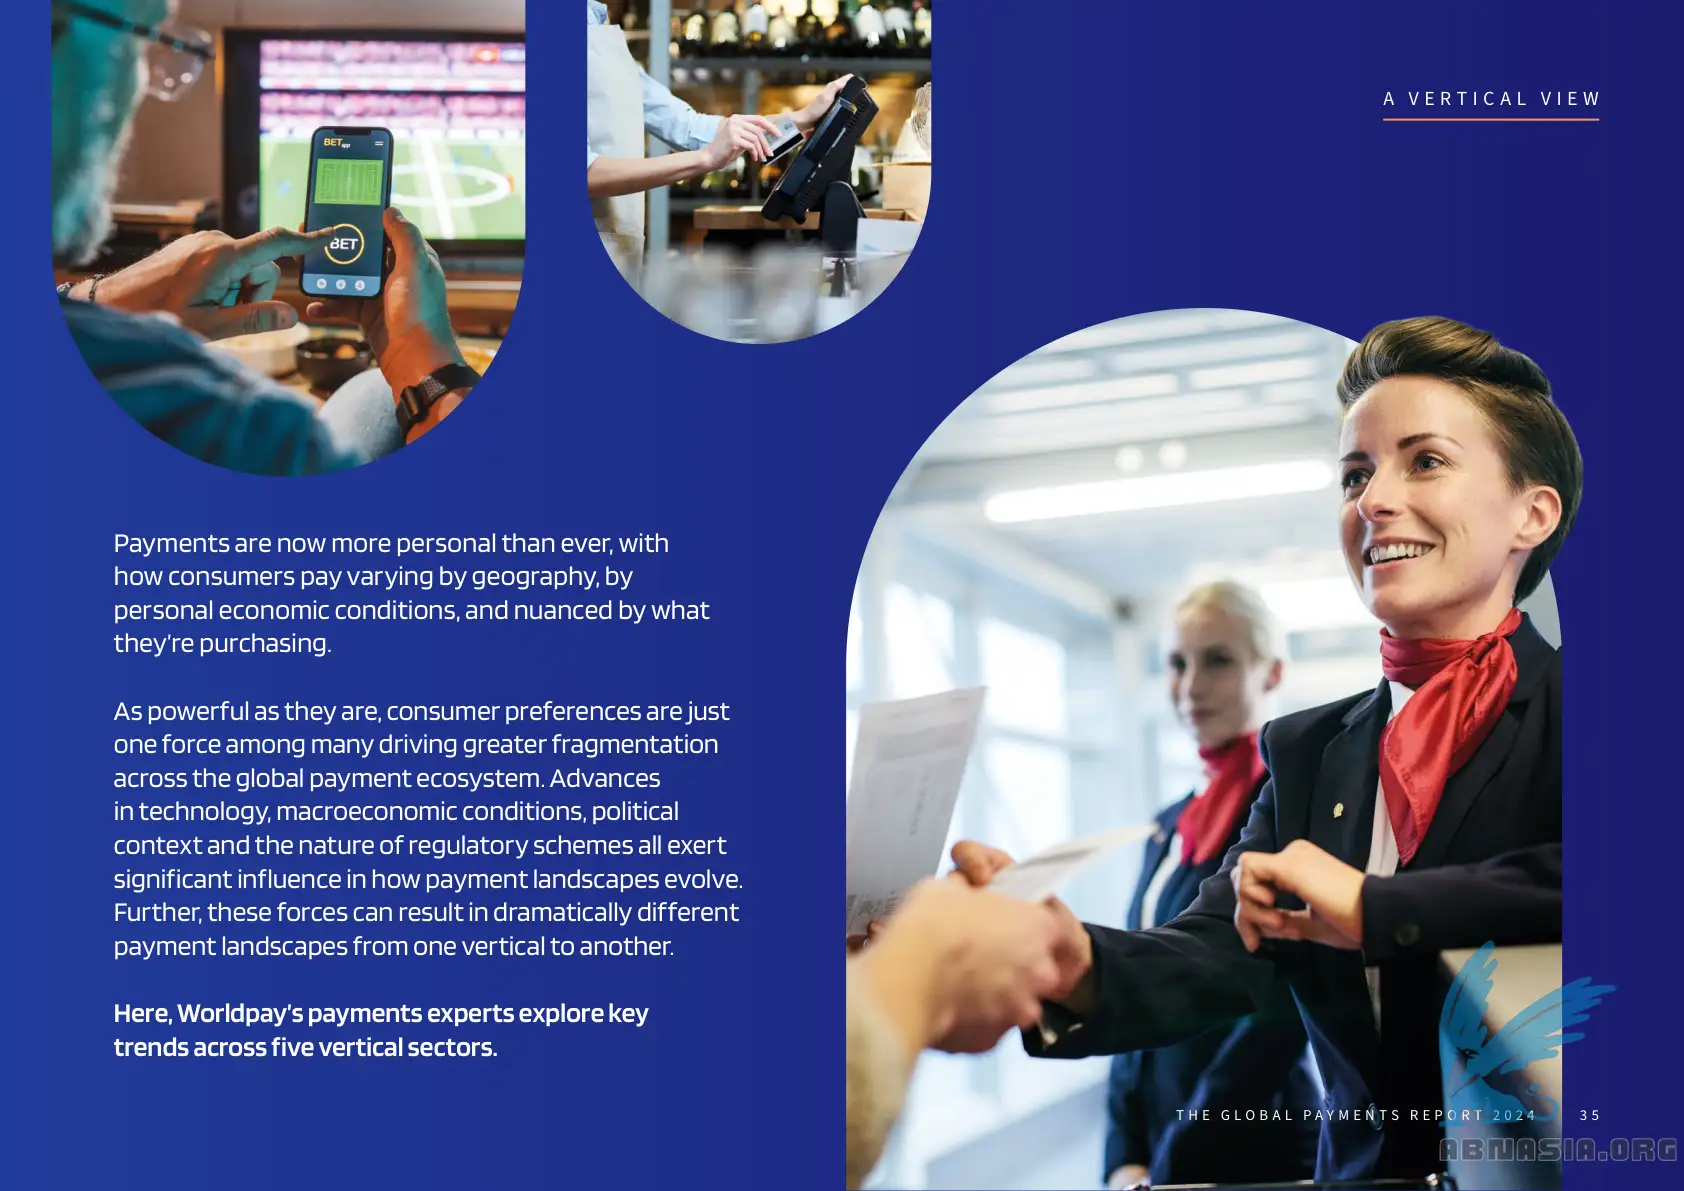 A VERTICAL VIEW
BET app
BET
Payments are now more personal than ever, with
how consumers pay varying by geography, by
personal economic conditions, and nuanced by what
they’re purchasing.
As powerful as they are, consumer preferences are just
one force among many driving greater fragmentation
across the global payment ecosystem. Advances
in technology, macroeconomic conditions, political
context and the nature of regulatory schemes all exert
significant influence in how payment landscapes evolve.
Further, these forces can result in dramatically different
payment landscapes from one vertical to another.
Here, Worldpay’s payments experts explore key
trends across five vertical sectors.
THE GLOBAL PAYMENTS REPORT 2024 35
ABNASIA.ORG